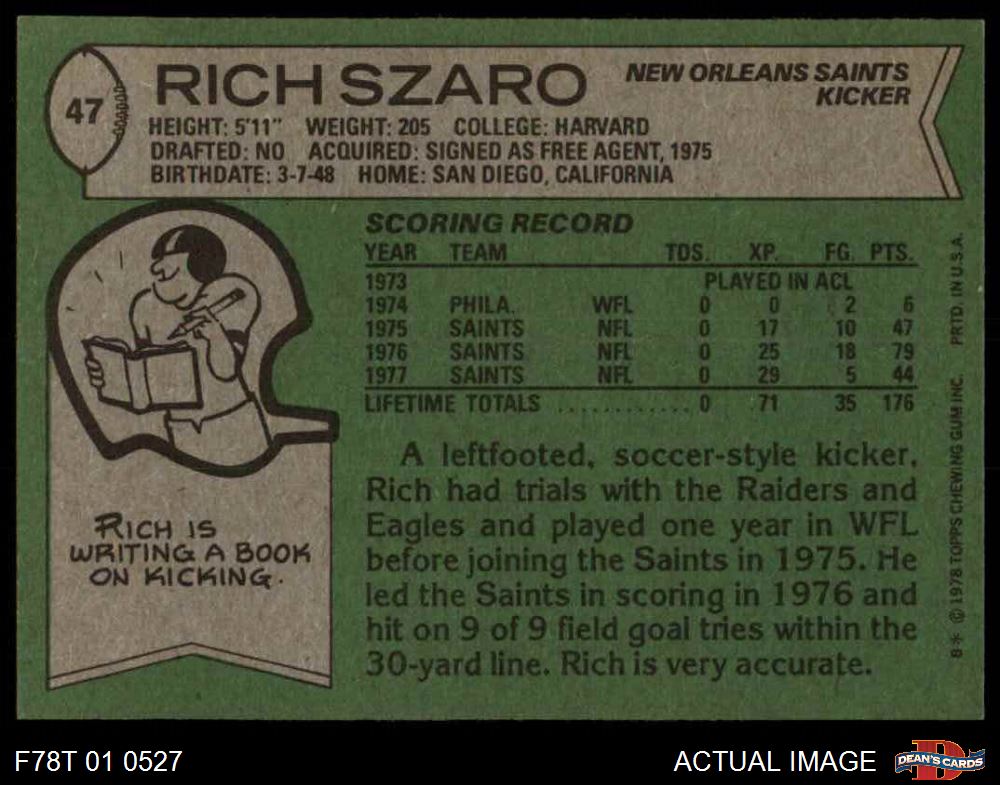 47
RICH SZARO
NEW ORLEANS SAINTS
KICKER
HEIGHT: 5'11" WEIGHT: 205 COLLEGE: HARVARD
DRAFTED: NO ACQUIRED: SIGNED AS FREE AGENT, 1975
BIRTHDATE: 3-7-48 HOME: SAN DIEGO, CALIFORNIA
SCORING RECORD
YEAR TEAM TDS. XP. FG. PTS.
1973 PLAYED IN ACL
1974 PHILA. WFL 0 0 2 6
1975 SAINTS NFL 0 17 10 47
1976 SAINTS NFL 0 25 18 79
1977 SAINTS NFL 0 29 5 44
LIFETIME TOTALS ............ 0 71 35 176
RICH IS
WRITING A BOOK
ON KICKING.
A leftfooted, soccer-style kicker,
Rich had trials with the Raiders and
Eagles and played one year in WFL
before joining the Saints in 1975. He
led the Saints in scoring in 1976 and
hit on 9 of 9 field goal tries within the
30-yard line. Rich is very accurate.
8* © 1978 TOPPS CHEWING GUM INC. PRTD. IN U.S.A.
F78T 01 0527
ACTUAL IMAGE
DEAN'S CARDS